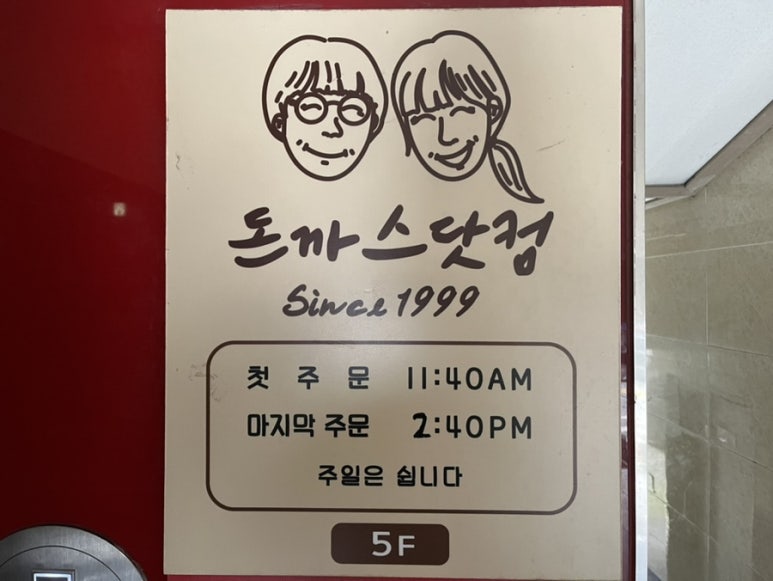 돈까스닷컴
Since 1999
첫 주 문 11:40AM
마지막 주문 2:40PM
주일은 쉽니다
5F